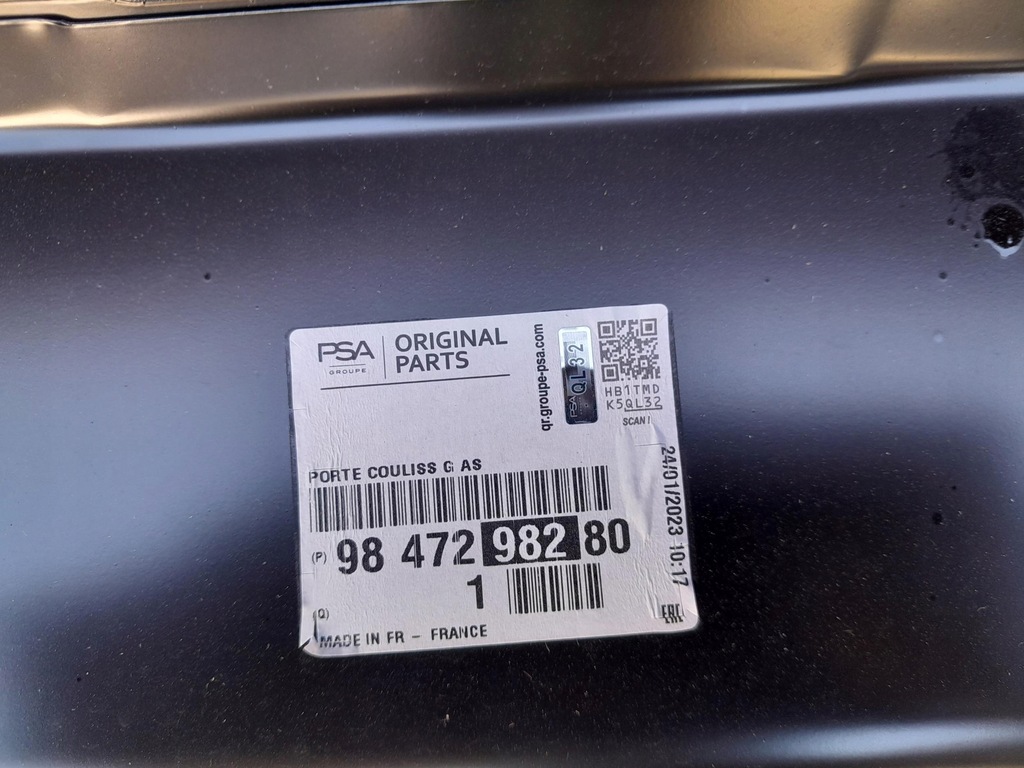 PSA
GROUPE
ORIGINAL
PARTS
qr.groupe-psa.com
PSA QL32
HB1TMD
K5QL32
SCAN !
PORTE COULISS G AS
(P) 98 472 982 80
24/01/2023 10:17
1
(Q)
EAC
MADE IN FR - FRANCE